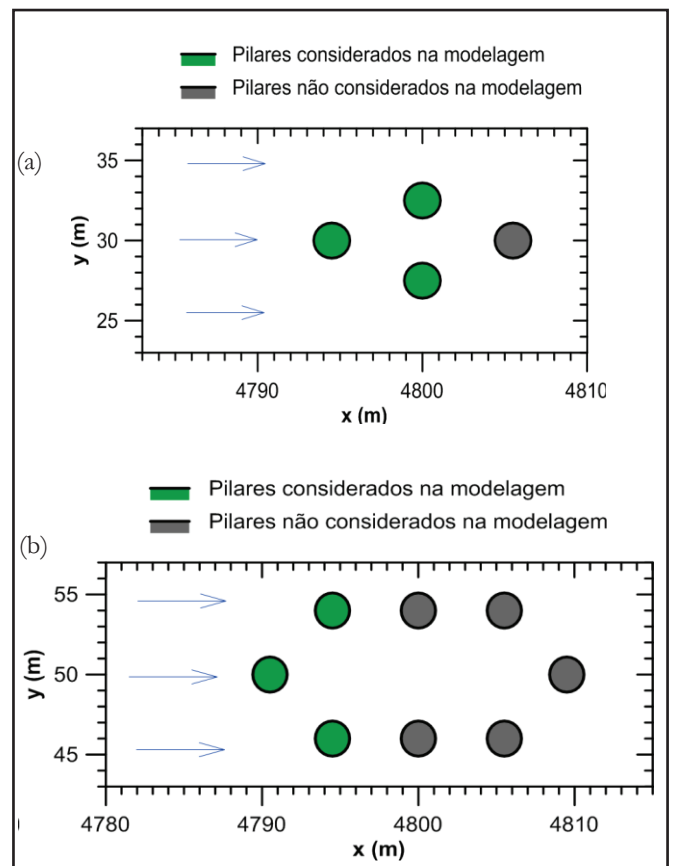 Pilares considerados na modelagem
Pilares não considerados na modelagem
(a)
35
30
25
y (m)
4790 4800 4810
x (m)
Pilares considerados na modelagem
Pilares não considerados na modelagem
(b)
55
50
45
y (m)
4780 4790 4800 4810
x (m)